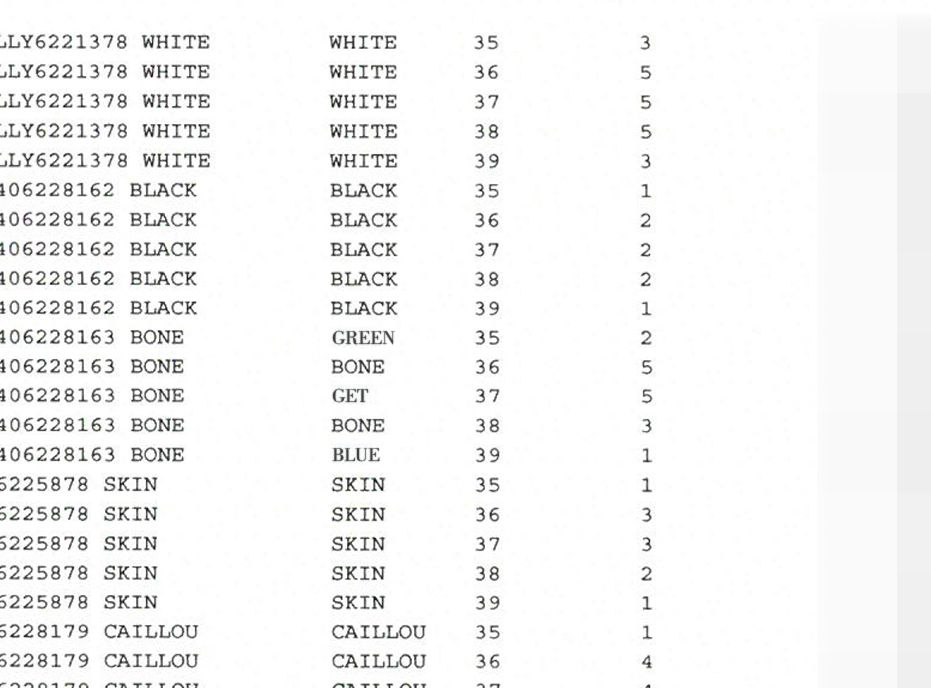 LLY6221378 WHITE WHITE 35 3
LLY6221378 WHITE WHITE 36 5
LLY6221378 WHITE WHITE 37 5
LLY6221378 WHITE WHITE 38 5
LLY6221378 WHITE WHITE 39 3
406228162 BLACK BLACK 35 1
406228162 BLACK BLACK 36 2
406228162 BLACK BLACK 37 2
406228162 BLACK BLACK 38 2
406228162 BLACK BLACK 39 1
406228163 BONE GREEN 35 2
406228163 BONE BONE 36 5
406228163 BONE GET 37 5
406228163 BONE BONE 38 3
406228163 BONE BLUE 39 1
6225878 SKIN SKIN 35 1
6225878 SKIN SKIN 36 3
6225878 SKIN SKIN 37 3
6225878 SKIN SKIN 38 2
6225878 SKIN SKIN 39 1
6228179 CAILLOU CAILLOU 35 1
6228179 CAILLOU CAILLOU 36 4
6228179 CAILLOU CAILLOU 37 4